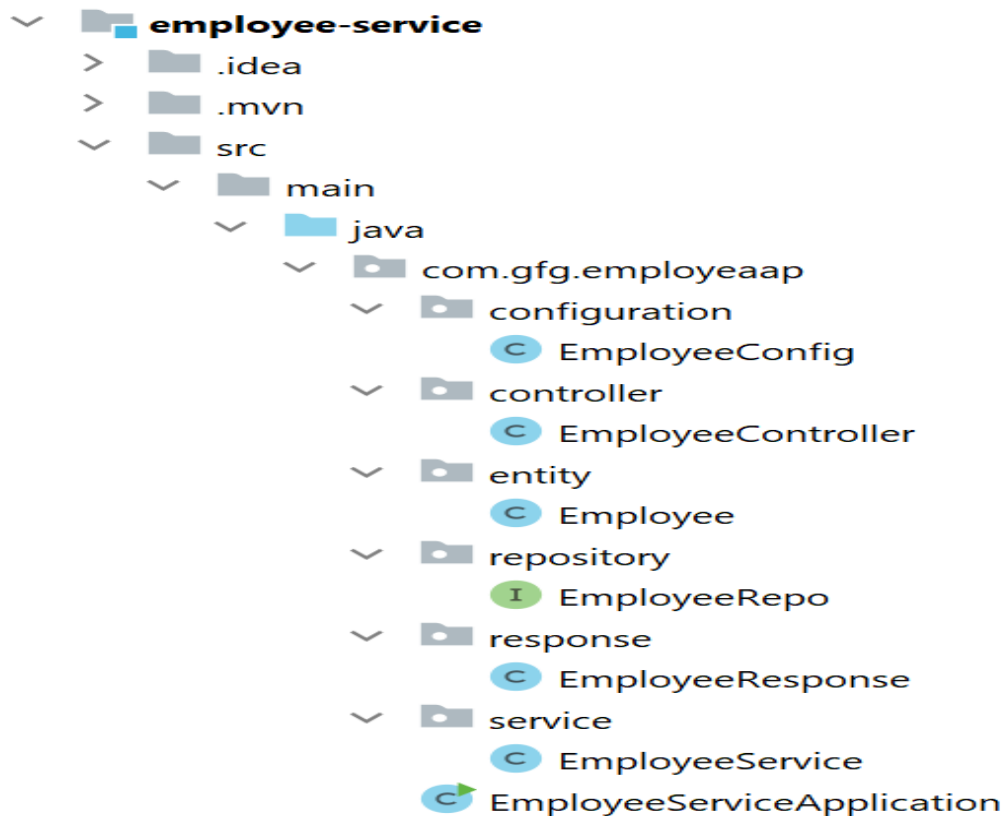 employee-service
.idea
.mvn
src
main
java
com.gfg.employeaap
configuration
C EmployeeConfig
controller
C EmployeeController
entity
C Employee
repository
I EmployeeRepo
response
C EmployeeResponse
service
C EmployeeService
C EmployeeServiceApplication